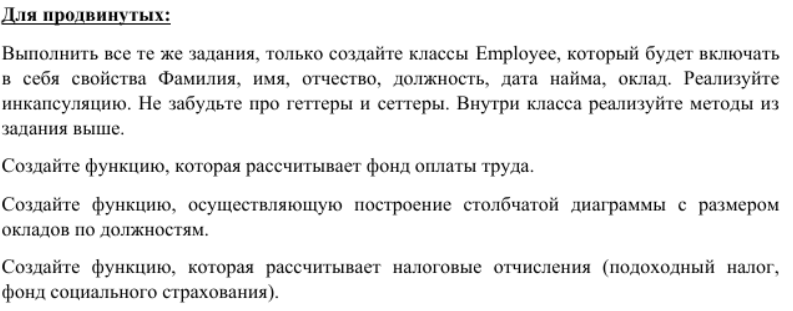 Для продвинутых:
Выполнить все те же задания, только создайте классы Employee, который будет включать
в себя свойства Фамилия, имя, отчество, должность, дата найма, оклад. Реализуйте
инкапсуляцию. Не забудьте про геттеры и сеттеры. Внутри класса реализуйте методы из
задания выше.
Создайте функцию, которая рассчитывает фонд оплаты труда.
Создайте функцию, осуществляющую построение столбчатой диаграммы с размером
окладов по должностям.
Создайте функцию, которая рассчитывает налоговые отчисления (подоходный налог,
фонд социального страхования).